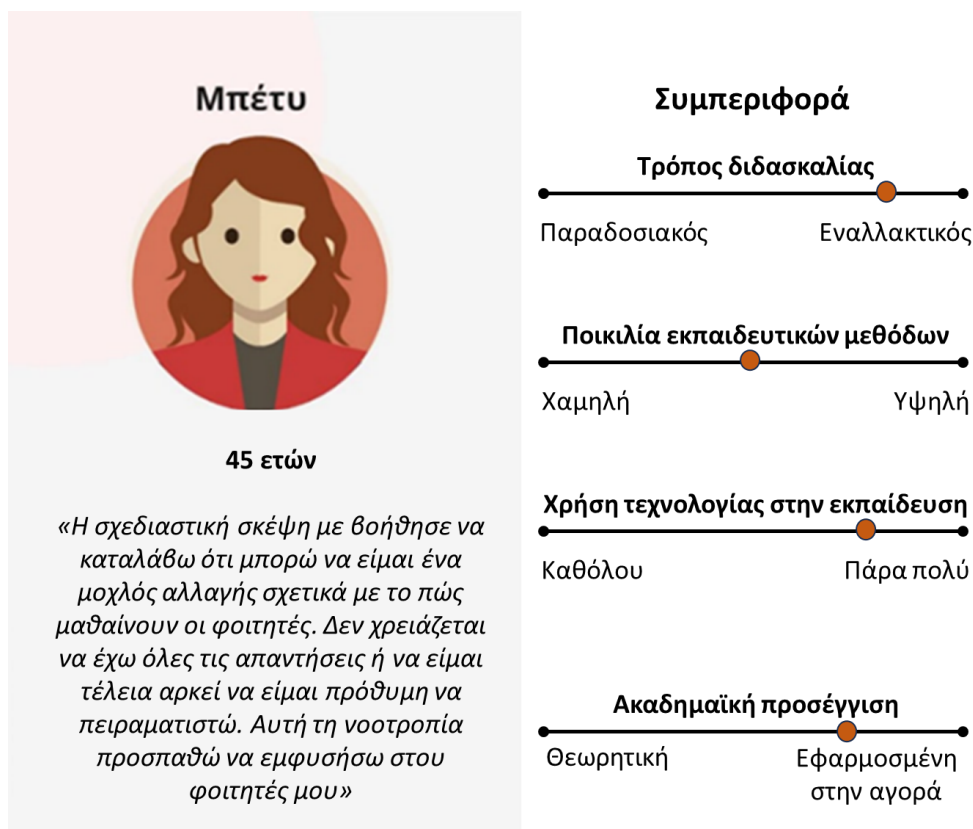 Μπέτυ
45 ετών
«Η σχεδιαστική σκέψη με βοήθησε να
καταλάβω ότι μπορώ να είμαι ένα
μοχλός αλλαγής σχετικά με το πώς
μαθαίνουν οι φοιτητές. Δεν χρειάζεται
να έχω όλες τις απαντήσεις ή να είμαι
τέλεια αρκεί να είμαι πρόθυμη να
πειραματιστώ. Αυτή τη νοοτροπία
προσπαθώ να εμφυσήσω στου
φοιτητές μου»
Συμπεριφορά
Τρόπος διδασκαλίας
Παραδοσιακός
Εναλλακτικός
Ποικιλία εκπαιδευτικών μεθόδων
Χαμηλή
Υψηλή
Χρήση τεχνολογίας στην εκπαίδευση
Καθόλου
Πάρα πολύ
Ακαδημαϊκή προσέγγιση
Θεωρητική
Εφαρμοσμένη
στην αγορά